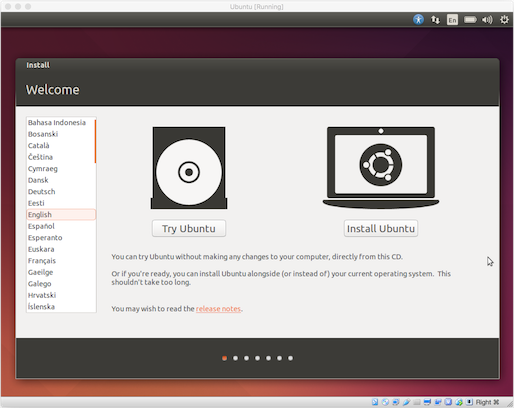 Ubuntu [Running]
En
Install
Welcome
Bahasa Indonesia
Bosanski
Català
Čeština
Cymraeg
Dansk
Deutsch
Eesti
English
Español
Esperanto
Euskara
Français
Gaeilge
Galego
Hrvatski
Íslenska
Try Ubuntu
Install Ubuntu
You can try Ubuntu without making any changes to your computer, directly from this CD.
Or if you're ready, you can install Ubuntu alongside (or instead of) your current operating system. This
shouldn't take too long.
You may wish to read the release notes.
Right ⌘